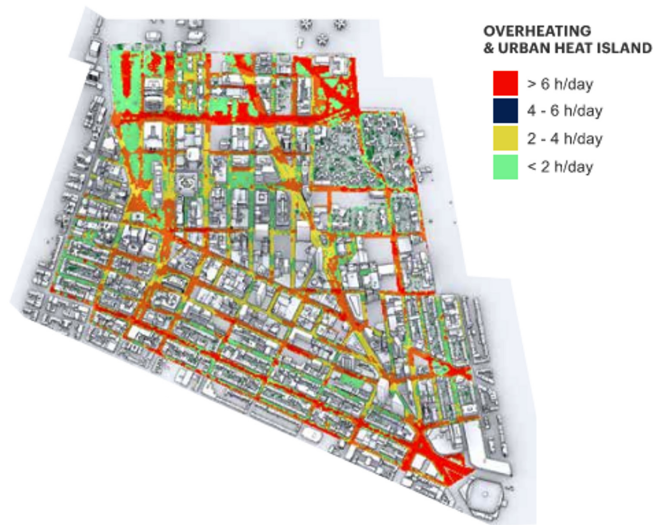 OVERHEATING
& URBAN HEAT ISLAND
> 6 h/day
4 - 6 h/day
2 - 4 h/day
< 2 h/day